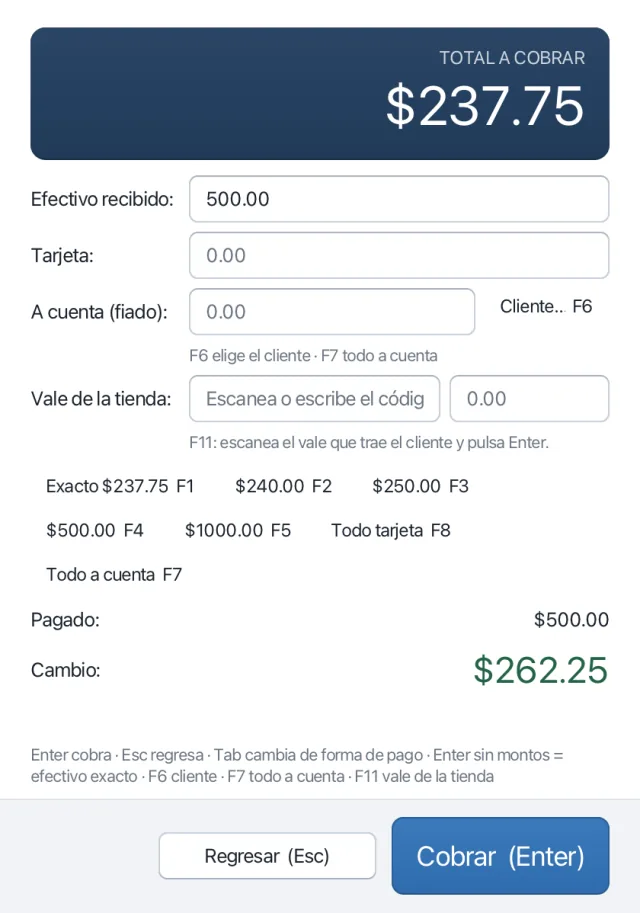 TOTAL A COBRAR
$237.75
Efectivo recibido: 500.00
Tarjeta: 0.00
A cuenta (fiado): 0.00 Cliente... F6
F6 elige el cliente · F7 todo a cuenta
Vale de la tienda: Escanea o escribe el códig 0.00
F11: escanea el vale que trae el cliente y pulsa Enter.
Exacto $237.75 F1 $240.00 F2 $250.00 F3
$500.00 F4 $1000.00 F5 Todo tarjeta F8
Todo a cuenta F7
Pagado: $500.00
Cambio: $262.25
Enter cobra · Esc regresa · Tab cambia de forma de pago · Enter sin montos =
efectivo exacto · F6 cliente · F7 todo a cuenta · F11 vale de la tienda
Regresar (Esc) Cobrar (Enter)